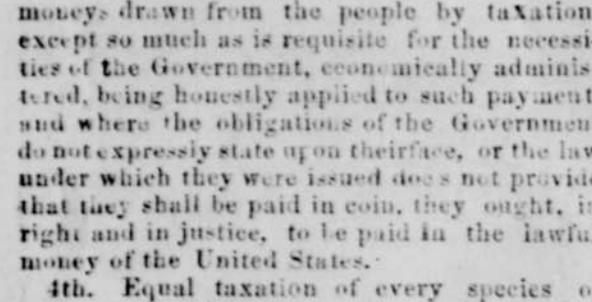 moneys drawn from the people by taxation
except so much as is requisite for the necessi-
ties of the Government, economically adminis
tered, being honestly applied to such payment
and where the obligations of the Governmen
do not expressly state upon their face, or the law
under which they were issued does not provide
that they shall be paid in coin, they ought, in
right and in justice, to be paid in the lawfu
money of the United States.
4th. Equal taxation of every species o